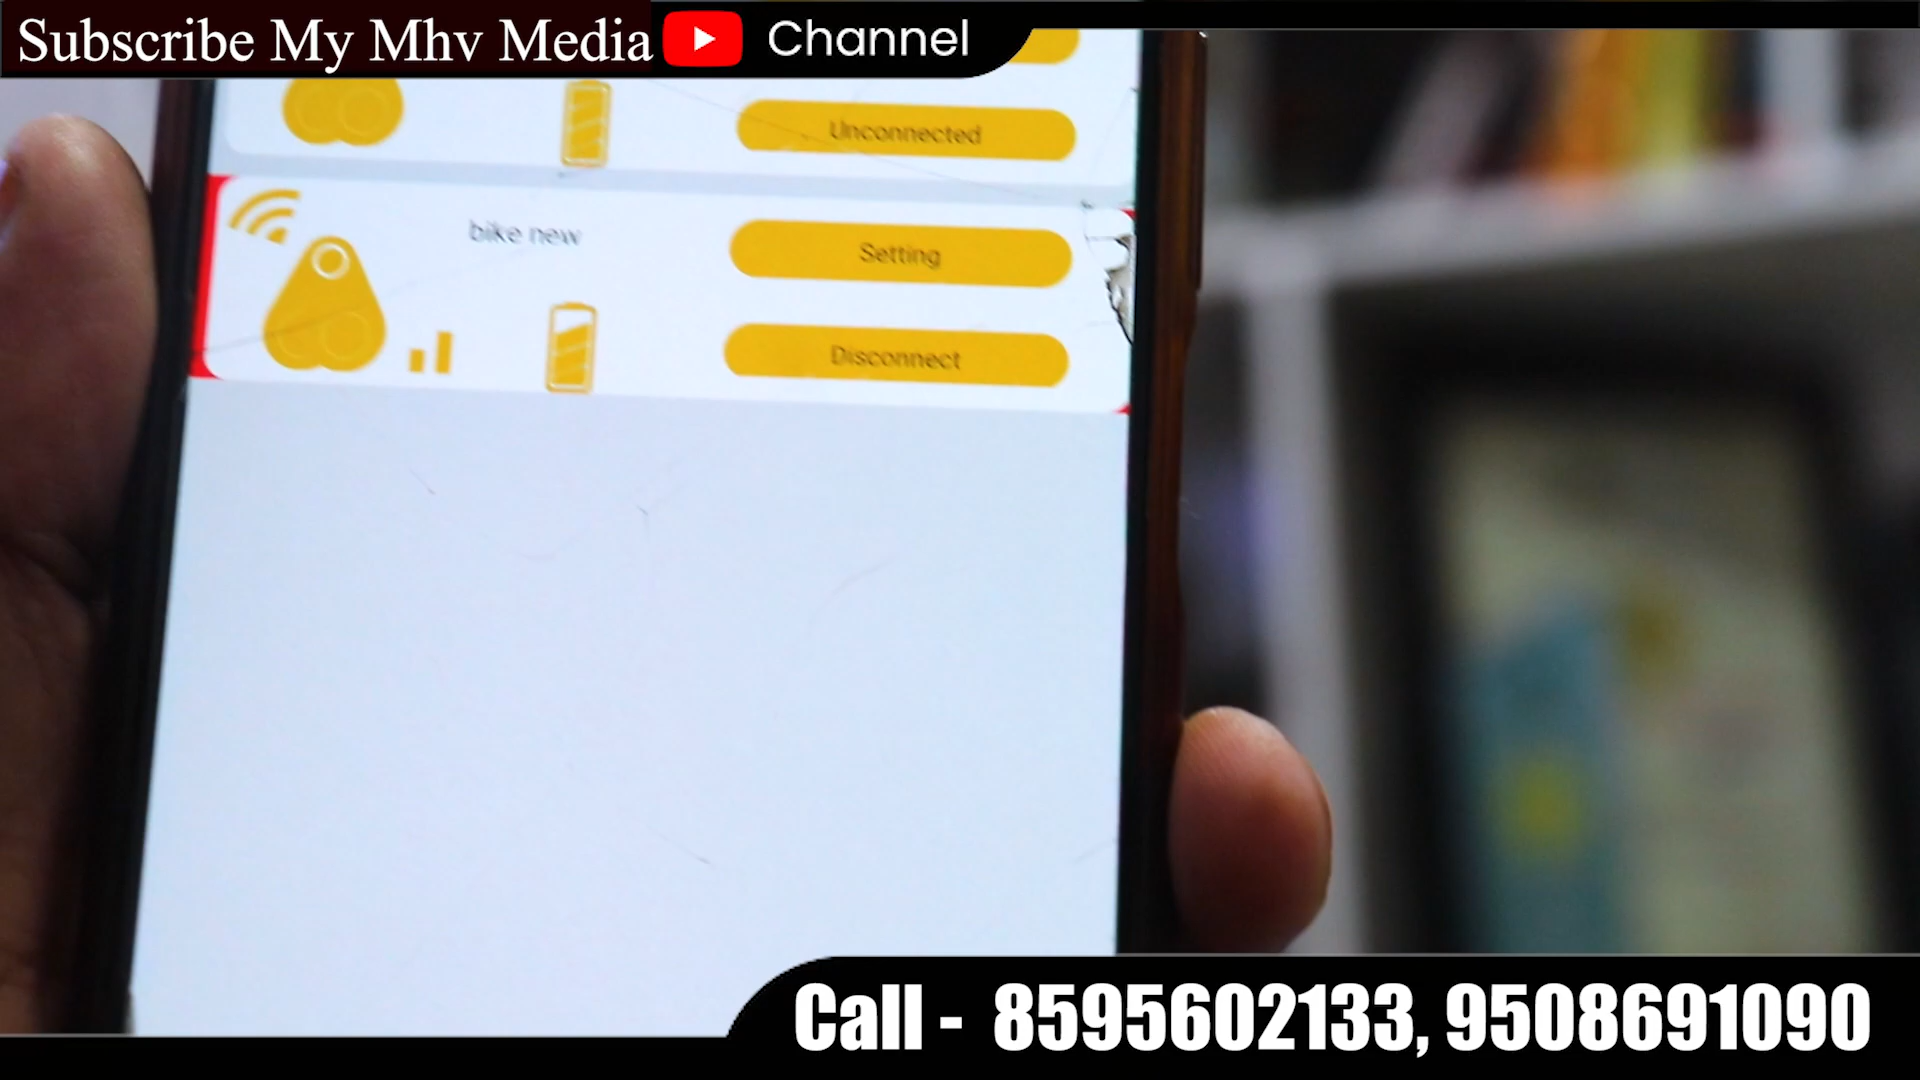 Subscribe My Mhv Media Channel
Unconnected
bike new
Setting
Disconnect
Call - 8595602133, 9508691090